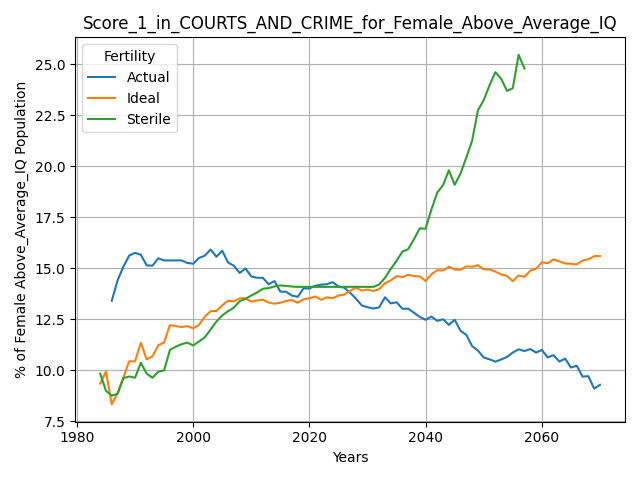 Score_1_in_COURTS_AND_CRIME_for_Female_Above_Average_IQ
% of Female Above_Average_IQ Population
25.0
22.5
20.0
17.5
15.0
12.5
10.0
7.5
Fertility
Actual
Ideal
Sterile
1980
2000
2020
2040
2060
Years